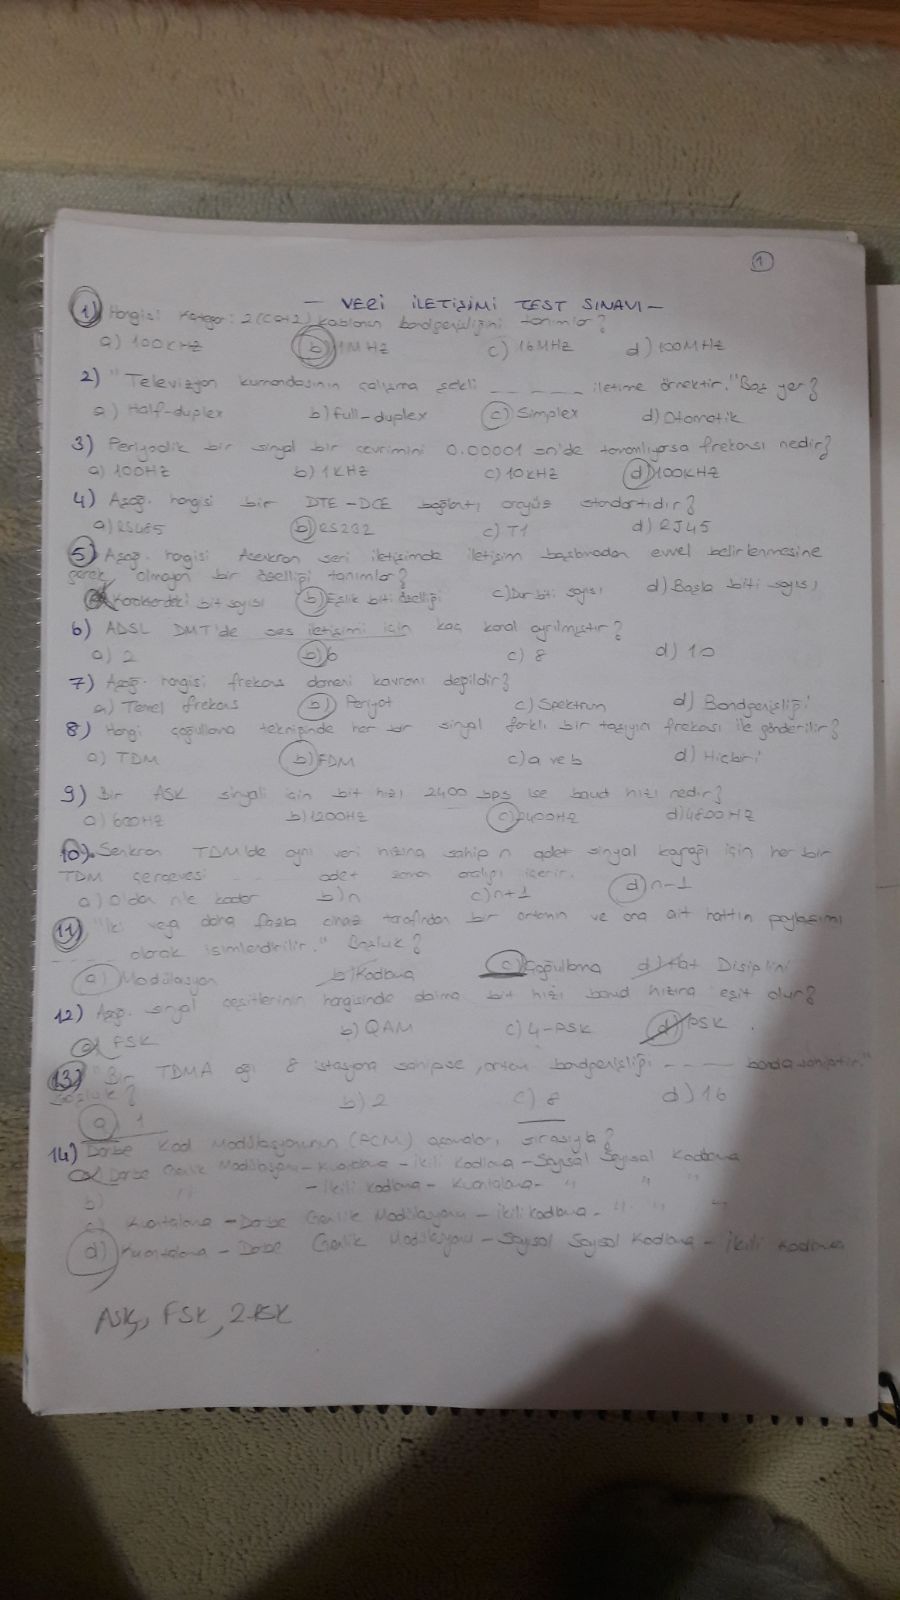 1
- VERİ İLETİŞİMİ TEST SINAVI -
1) Hangisi Kategori 2 (Cat2) kablonun bandgenişliğini tanımlar?
a) 100KHz b) 1MHz c) 16MHz d) 100MHz
2) "Televizyon kumandasının çalışma şekli _ _ _ _ iletime örnektir." Boş yer?
a) Half-duplex b) full-duplex c) Simplex d) Otomatik
3) Periyodik bir sinyal bir çevrimini 0.00001 sn'de tamamlıyorsa frekansı nedir?
a) 100Hz b) 1KHz c) 10KHz d) 100KHz
4) Aşağ. hangisi bir DTE-DCE bağlantı arayüz standartıdır?
a) RS485 b) RS232 c) T1 d) RJ45
5) Aşağ. hangisi Asenkron seri iletişimde iletişim başlamadan evvel belirlenmesine
gerek olmayan bir özelliği tanımlar?
a) Karakterdeki bit sayısı b) Eşlik biti özelliği c) Dur biti sayısı d) Başla biti sayısı
6) ADSL DMT'de ses iletişimi için kaç kanal ayrılmıştır?
a) 2 b) 6 c) 8 d) 10
7) Aşağ. hangisi frekans domeni kavramı değildir?
a) Temel frekans b) Periyot c) Spektrum d) Bandgenişliği
8) Hangi çoğullama tekniğinde her bir sinyal farklı bir taşıyıcı frekansı ile gönderilir?
a) TDM b) FDM c) a ve b d) Hiçbiri
9) Bir ASK sinyali için bit hızı 2400 bps ise baud hızı nedir?
a) 600Hz b) 1200Hz c) 2400Hz d) 4800Hz
10) Senkron TDM'de aynı veri hızına sahip n adet sinyal kaynağı için her bir
TDM çerçevesi _ _ _ _ adet zaman aralığı içerir.
a) 0'dan n'e kadar b) n c) n+1 d) n-1
11) "İki veya daha fazla cihaz tarafından bir ortamın ve ona ait hattın paylaşımı
_ _ _ _ olarak isimlendirilir." Boşluk?
a) Modülasyon b) Kodlama c) Çoğullama d) Hat Disiplini
12) Aşağ. sinyal çeşitlerinin hangisinde daima bit hızı baud hızına eşit olur?
a) FSK b) QAM c) 4-PSK d) PSK
13) "Bir TDMA ağı 8 istasyona sahipse, ortam bandgenişliği _ _ _ _ banda sahiptir."
Boşluk?
a) 1 b) 2 c) 8 d) 16
14) Darbe Kod Modülasyonunun (PCM) aşamaları sırasıyla?
a) Darbe Genlik Modülasyonu - Kuantalama - İkili Kodlama - Sayısal Sayısal Kodlama
b) " - İkili kodlama - Kuantalama - " " "
c) Kuantalama - Darbe Genlik Modülasyonu - ikili kodlama - " " "
d) Kuantalama - Darbe Genlik Modülasyonu - Sayısal Sayısal Kodlama - İkili Kodlama
ASK, FSK, 2-PSK